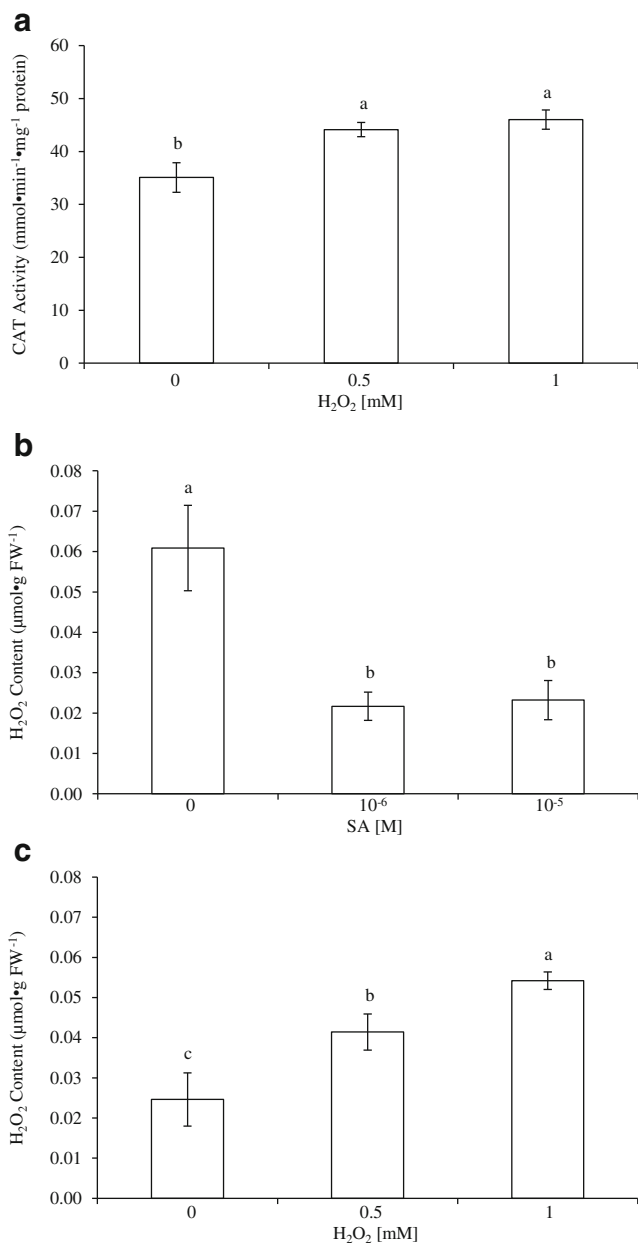 a
CAT Activity (mmol•min⁻¹•mg⁻¹ protein)
60
50
40
30
20
10
0
b
a
a
0
0.5
1
H₂O₂ [mM]
b
H₂O₂ Content (µmol•g FW⁻¹)
0.08
0.07
0.06
0.05
0.04
0.03
0.02
0.01
0.00
a
b
b
0
10⁻⁶
10⁻⁵
SA [M]
c
H₂O₂ Content (µmol•g FW⁻¹)
0.08
0.07
0.06
0.05
0.04
0.03
0.02
0.01
0.00
c
b
a
0
0.5
1
H₂O₂ [mM]